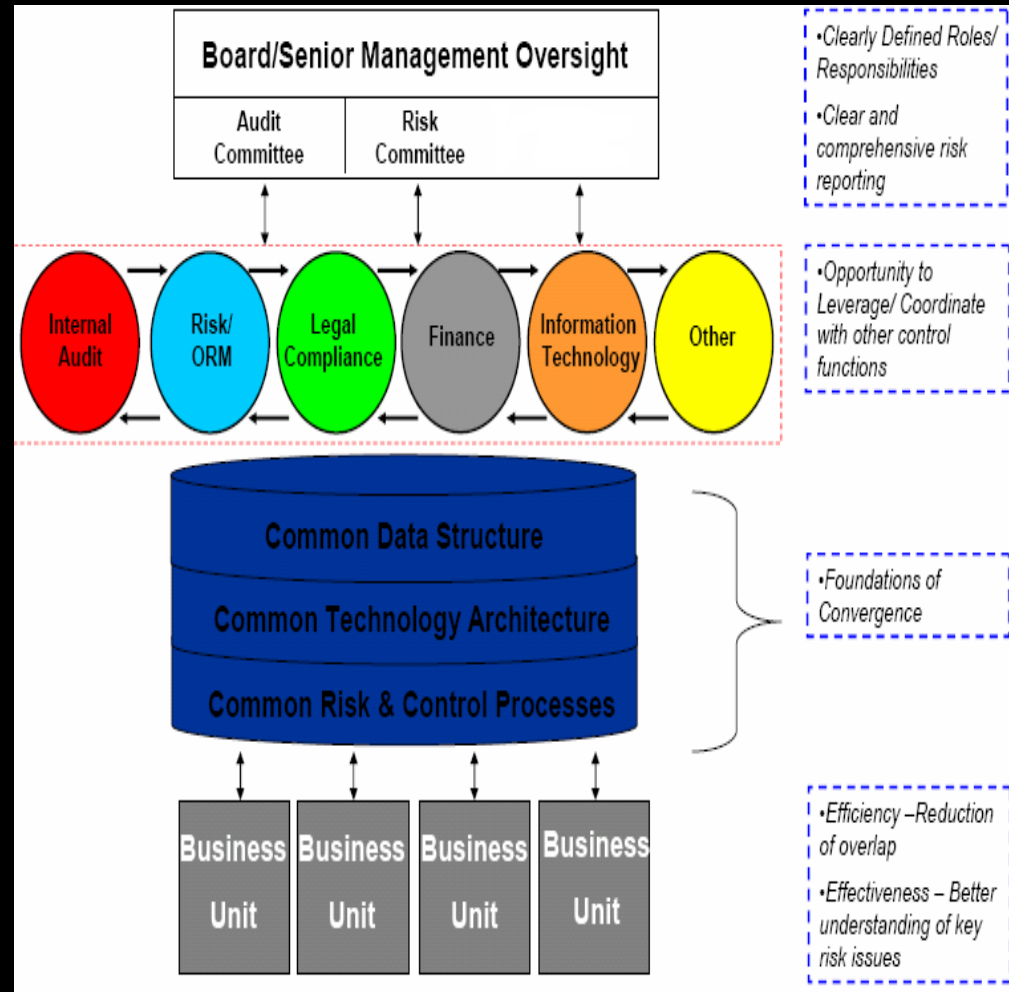 Board/Senior Management Oversight
Audit
Committee
Risk
Committee
•Clearly Defined Roles/
Responsibilities
•Clear and
comprehensive risk
reporting
Internal
Audit
Risk/
ORM
Legal
Compliance
Finance
Information
Technology
Other
•Opportunity to
Leverage/ Coordinate
with other control
functions
Common Data Structure
Common Technology Architecture
Common Risk & Control Processes
•Foundations of
Convergence
Business
Unit
Business
Unit
Business
Unit
Business
Unit
•Efficiency –Reduction
of overlap
•Effectiveness – Better
understanding of key
risk issues